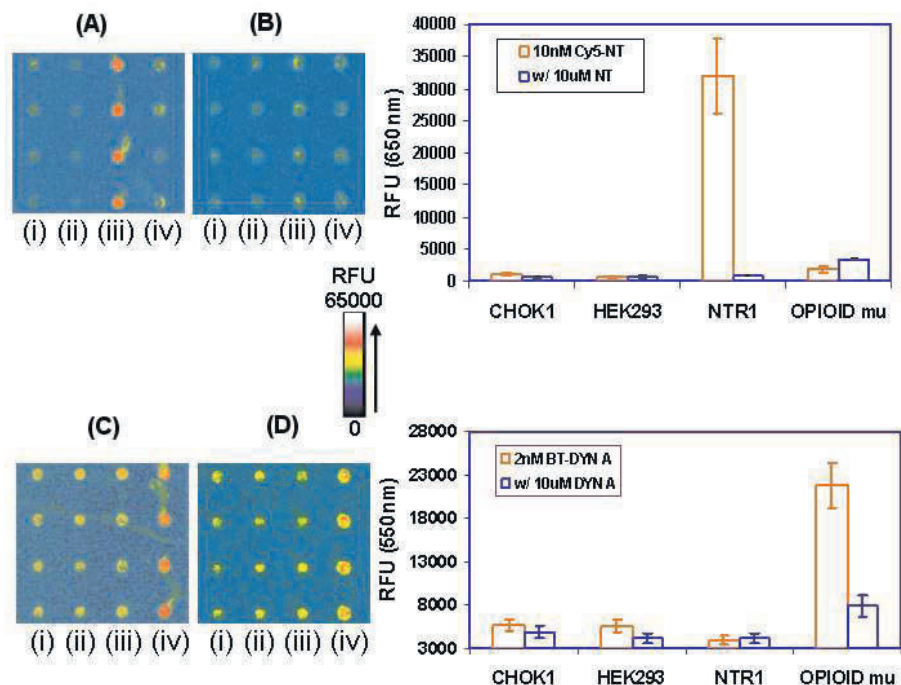 (A)
(B)
(i) (ii) (iii) (iv)
(i) (ii) (iii) (iv)
RFU (650 nm)
40000
35000
30000
25000
20000
15000
10000
5000
0
10nM Cy5-NT
w/ 10uM NT
CHOK1 HEK293 NTR1 OPIOID mu
RFU
65000
0
(C)
(D)
(i) (ii) (iii) (iv)
(i) (ii) (iii) (iv)
RFU (550nm)
28000
23000
18000
13000
8000
3000
2nM BT-DYN A
w/ 10uM DYN A
CHOK1 HEK293 NTR1 OPIOID mu